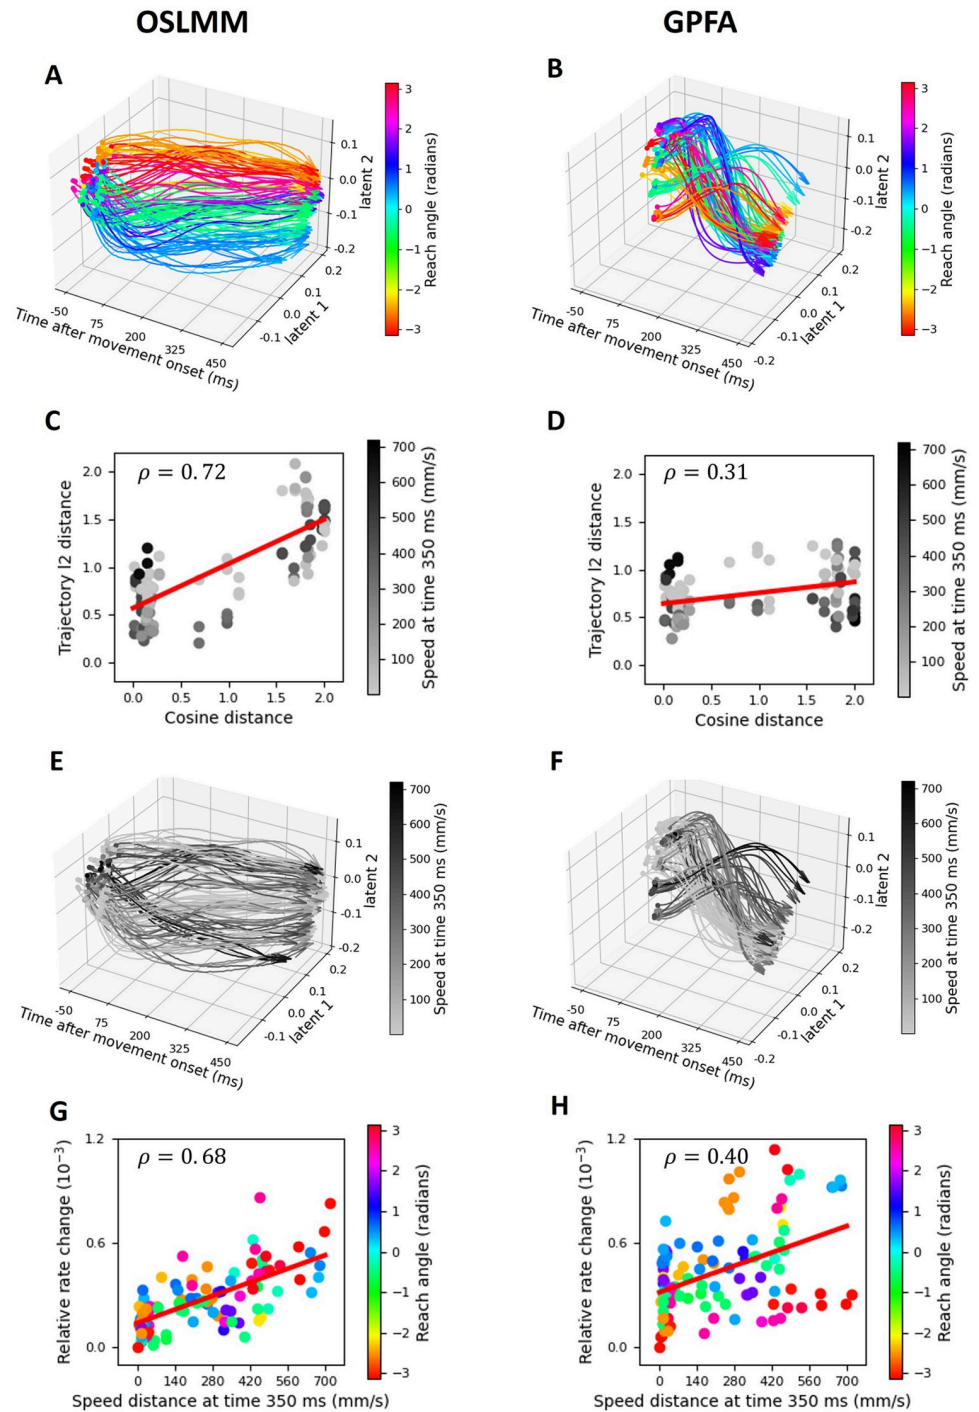 OSLMM
GPFA
A
latent 2
0.1
0.0
-0.1
-0.2
0.2
0.1
0.0
-0.1
latent 1
-50
75
200
325
450
Time after movement onset (ms)
3
2
1
0
−1
−2
−3
Reach angle (radians)
B
latent 2
0.1
0.0
-0.1
-0.2
0.2
0.1
0.0
-0.1
-0.2
latent 1
-50
75
200
325
450
Time after movement onset (ms)
3
2
1
0
−1
−2
−3
Reach angle (radians)
C
ρ = 0.72
Trajectory l2 distance
2.0
1.5
1.0
0.5
0.0
0.0 0.5 1.0 1.5 2.0
Cosine distance
700
600
500
400
300
200
100
Speed at time 350 ms (mm/s)
D
ρ = 0.31
Trajectory l2 distance
2.0
1.5
1.0
0.5
0.0
0.0 0.5 1.0 1.5 2.0
Cosine distance
700
600
500
400
300
200
100
Speed at time 350 ms (mm/s)
E
latent 2
0.1
0.0
-0.1
-0.2
0.2
0.1
0.0
-0.1
latent 1
-50
75
200
325
450
Time after movement onset (ms)
700
600
500
400
300
200
100
Speed at time 350 ms (mm/s)
F
latent 2
0.1
0.0
-0.1
-0.2
0.2
0.1
0.0
-0.1
-0.2
latent 1
-50
75
200
325
450
Time after movement onset (ms)
700
600
500
400
300
200
100
Speed at time 350 ms (mm/s)
G
ρ = 0.68
Relative rate change (10⁻³)
1.2
0.6
0.0
0 140 280 420 560 700
Speed distance at time 350 ms (mm/s)
3
2
1
0
−1
−2
−3
Reach angle (radians)
H
ρ = 0.40
Relative rate change (10⁻³)
1.2
0.6
0.0
0 140 280 420 560 700
Speed distance at time 350 ms (mm/s)
3
2
1
0
−1
−2
−3
Reach angle (radians)